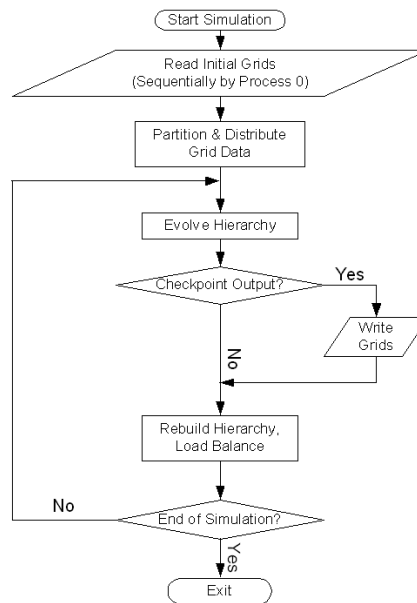 Start Simulation
Read Initial Grids
(Sequentially by Process 0)
Partition & Distribute
Grid Data
Evolve Hierarchy
Checkpoint Output?
Yes
Write
Grids
No
Rebuild Hierarchy,
Load Balance
No
End of Simulation?
Yes
Exit